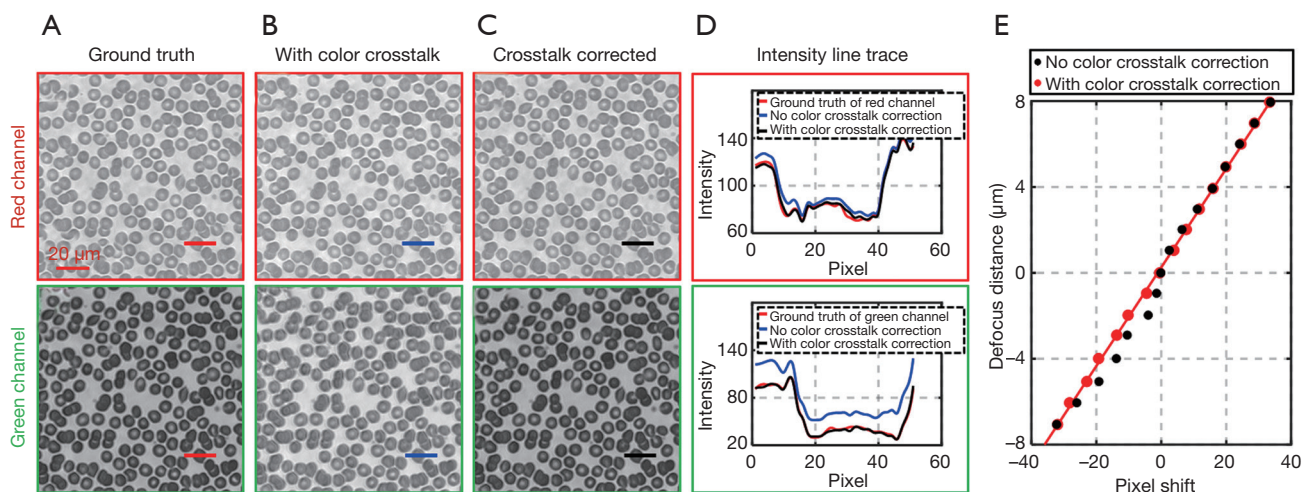 A
Ground truth
B
With color crosstalk
C
Crosstalk corrected
D
Intensity line trace
E
Red channel
20 µm
Green channel
Ground truth of red channel
No color crosstalk correction
With color crosstalk correction
Intensity
140
100
60
0
20
40
60
Pixel
Ground truth of green channel
No color crosstalk correction
With color crosstalk correction
Intensity
140
80
20
0
20
40
60
Pixel
No color crosstalk correction
With color crosstalk correction
Defocus distance (µm)
8
4
0
−4
−8
−40
−20
0
20
40
Pixel shift